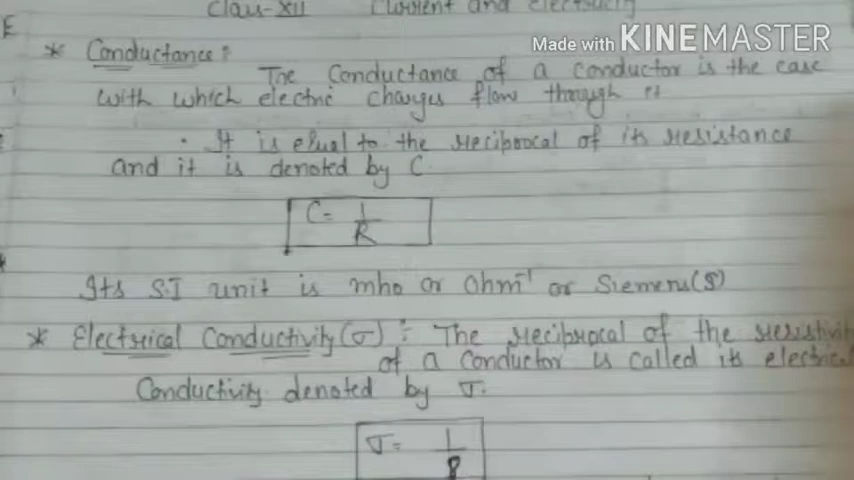 Class-XII Current and electricity
Made with KINEMASTER
E
* Conductance :
The Conductance of a conductor is the ease
with which electric charges flow through it
. It is equal to the reciprocal of its resistance
and it is denoted by C.
C = 1/R
Its S.I unit is mho or Ohm⁻¹ or Siemens(S)
* Electrical Conductivity (σ) :- The reciprocal of the resistivity
of a conductor is called its electrical
Conductivity denoted by σ.
σ = 1/ρ